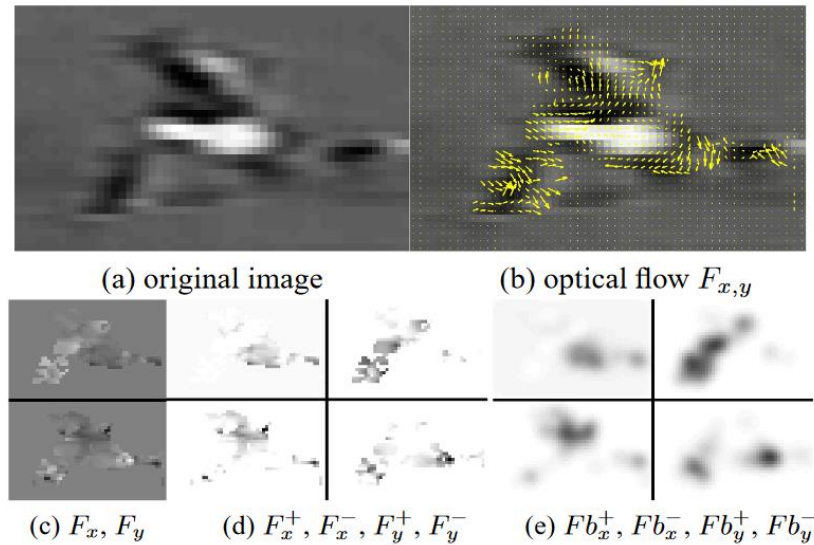 (a) original image
(b) optical flow $F_{x,y}$
(c) $F_x, F_y$
(d) $F_x^+, F_x^-, F_y^+, F_y^-$
(e) $Fb_x^+, Fb_x^-, Fb_y^+, Fb_y^-$